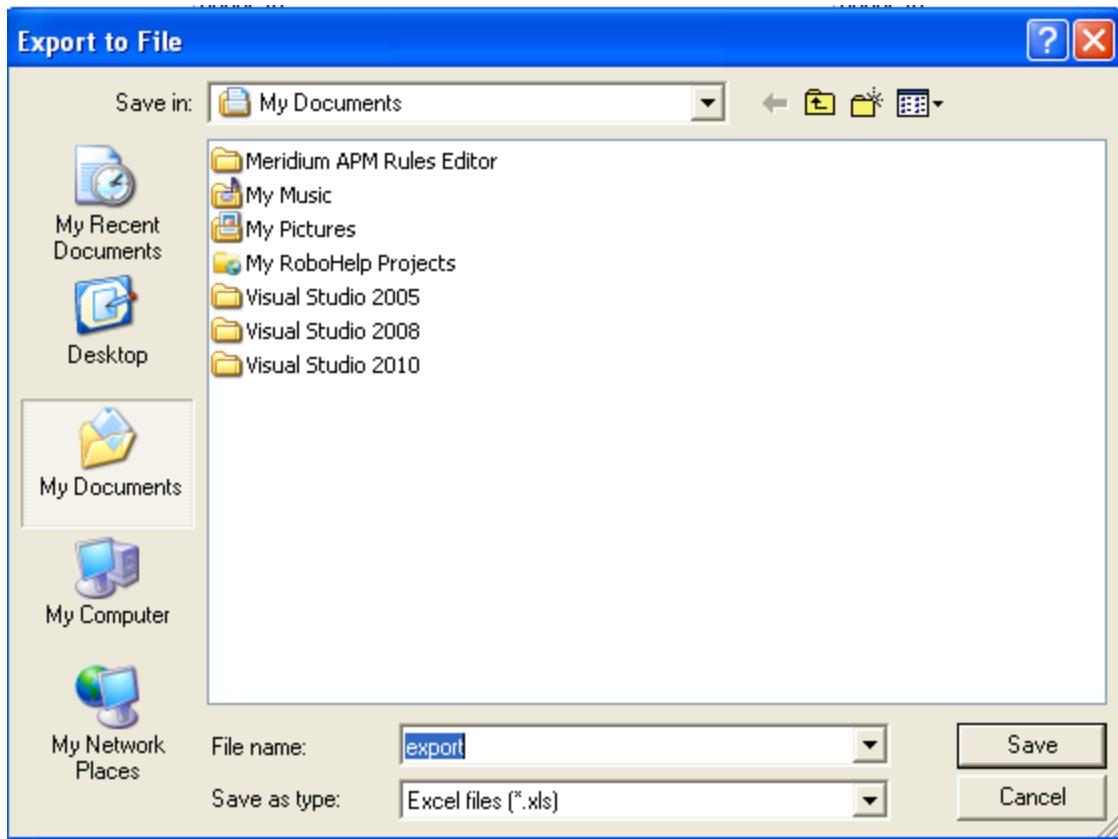 Export to File
Save in: My Documents
Meridium APM Rules Editor
My Music
My Pictures
My RoboHelp Projects
Visual Studio 2005
Visual Studio 2008
Visual Studio 2010
My Recent
Documents
Desktop
My Documents
My Computer
My Network
Places
File name: export
Save
Save as type: Excel files (*.xls)
Cancel